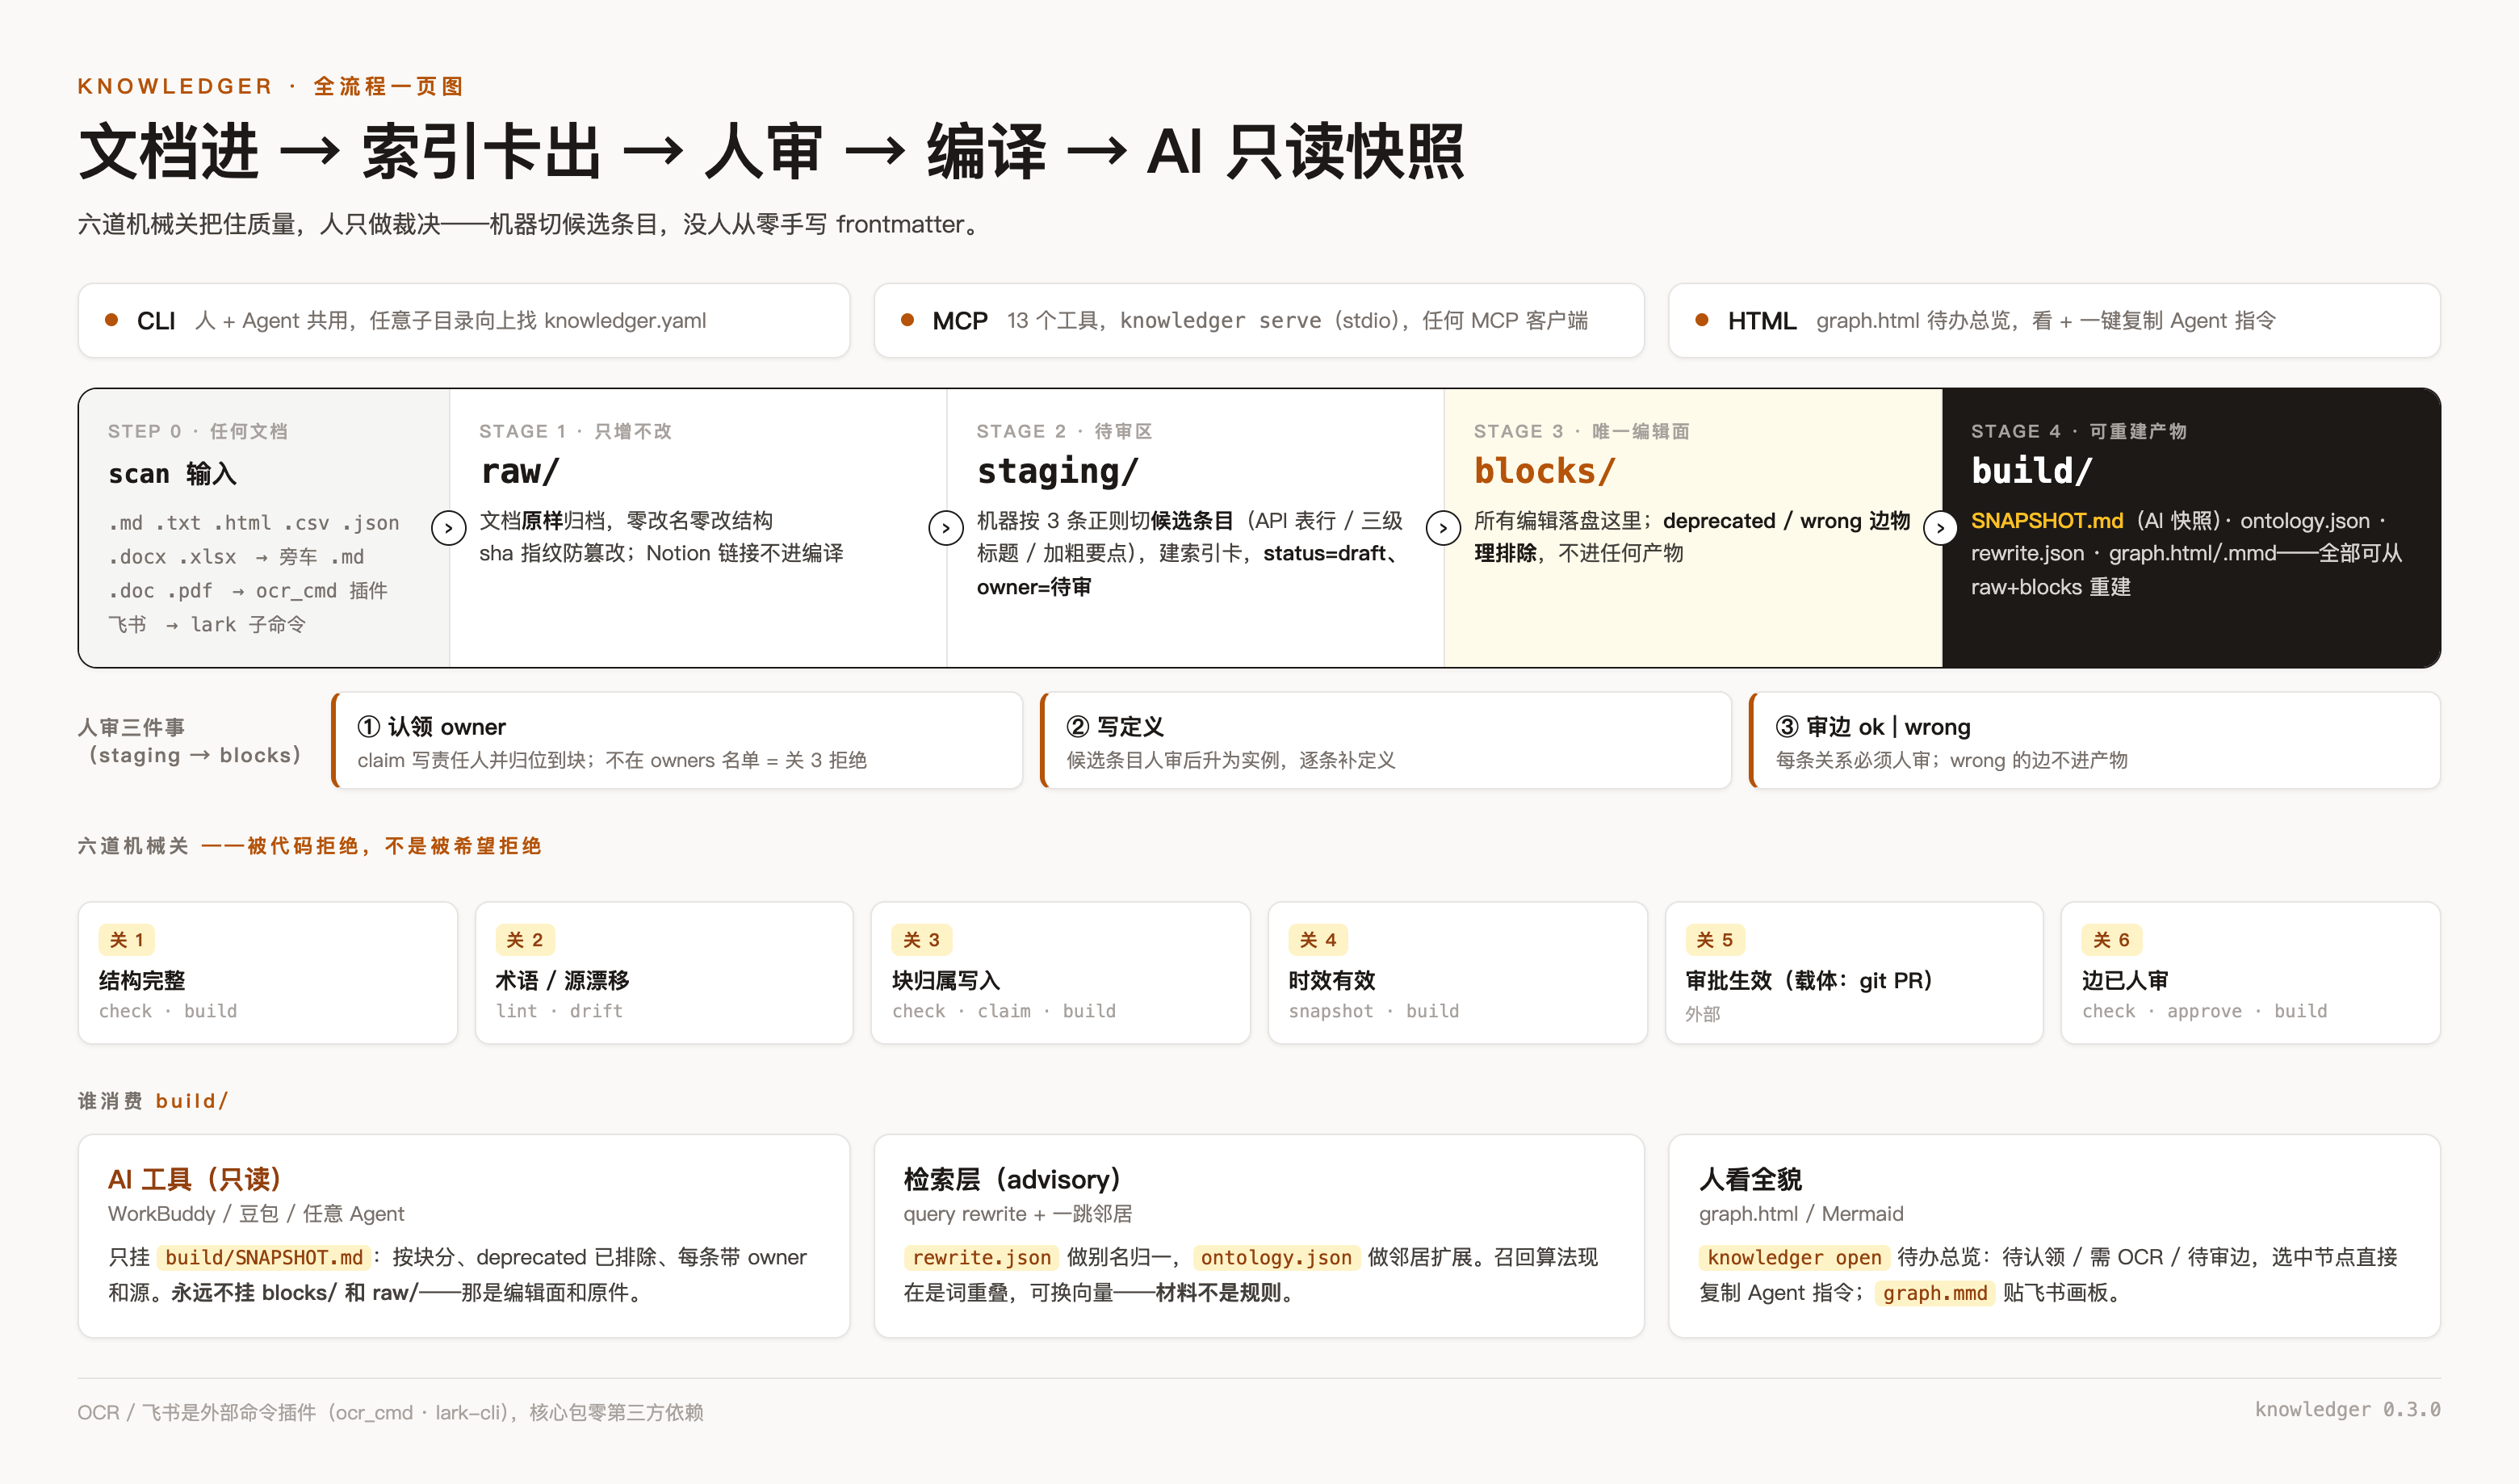 KNOWLEDGER · 全流程一页图
文档进 → 索引卡出 → 人审 → 编译 → AI 只读快照
六道机械关把住质量，人只做裁决——机器切候选条目，没人从零手写 frontmatter。
CLI 人 + Agent 共用，任意子目录向上找 knowledger.yaml
MCP 13 个工具，knowledger serve（stdio），任何 MCP 客户端
HTML graph.html 待办总览，看 + 一键复制 Agent 指令
STEP 0 · 任何文档
scan 输入
.md .txt .html .csv .json
.docx .xlsx → 旁车 .md
.doc .pdf → ocr_cmd 插件
飞书 → lark 子命令
›
STAGE 1 · 只增不改
raw/
文档原样归档，零改名零改结构
sha 指纹防篡改；Notion 链接不进编译
›
STAGE 2 · 待审区
staging/
机器按 3 条正则切候选条目（API 表行 / 三级
标题 / 加粗要点），建索引卡，status=draft、
owner=待审
›
STAGE 3 · 唯一编辑面
blocks/
所有编辑落盘这里；deprecated / wrong 边物
理排除，不进任何产物
›
STAGE 4 · 可重建产物
build/
SNAPSHOT.md（AI 快照）· ontology.json ·
rewrite.json · graph.html/.mmd——全部可从
raw+blocks 重建
人审三件事
（staging → blocks）
① 认领 owner
claim 写责任人并归位到块；不在 owners 名单 = 关 3 拒绝
② 写定义
候选条目人审后升为实例，逐条补定义
③ 审边 ok | wrong
每条关系必须人审；wrong 的边不进产物
六道机械关 ——被代码拒绝，不是被希望拒绝
关 1
结构完整
check · build
关 2
术语 / 源漂移
lint · drift
关 3
块归属写入
check · claim · build
关 4
时效有效
snapshot · build
关 5
审批生效（载体：git PR）
外部
关 6
边已人审
check · approve · build
谁消费 build/
AI 工具（只读）
WorkBuddy / 豆包 / 任意 Agent
只挂 build/SNAPSHOT.md：按块分、deprecated 已排除、每条带 owner
和源。永远不挂 blocks/ 和 raw/——那是编辑面和原件。
检索层（advisory）
query rewrite + 一跳邻居
rewrite.json 做别名归一，ontology.json 做邻居扩展。召回算法现
在是词重叠，可换向量——材料不是规则。
人看全貌
graph.html / Mermaid
knowledger open 待办总览：待认领 / 需 OCR / 待审边，选中节点直接
复制 Agent 指令；graph.mmd 贴飞书画板。
OCR / 飞书是外部命令插件（ocr_cmd · lark-cli），核心包零第三方依赖
knowledger 0.3.0